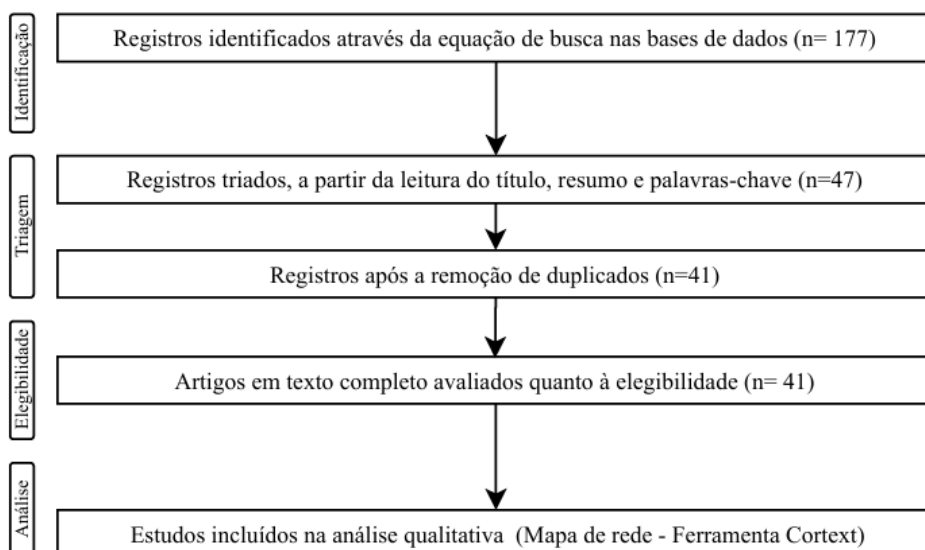 Identificação
Registros identificados através da equação de busca nas bases de dados (n= 177)
Triagem
Registros triados, a partir da leitura do título, resumo e palavras-chave (n=47)
Registros após a remoção de duplicados (n=41)
Elegibilidade
Artigos em texto completo avaliados quanto à elegibilidade (n= 41)
Análise
Estudos incluídos na análise qualitativa (Mapa de rede - Ferramenta Cortext)